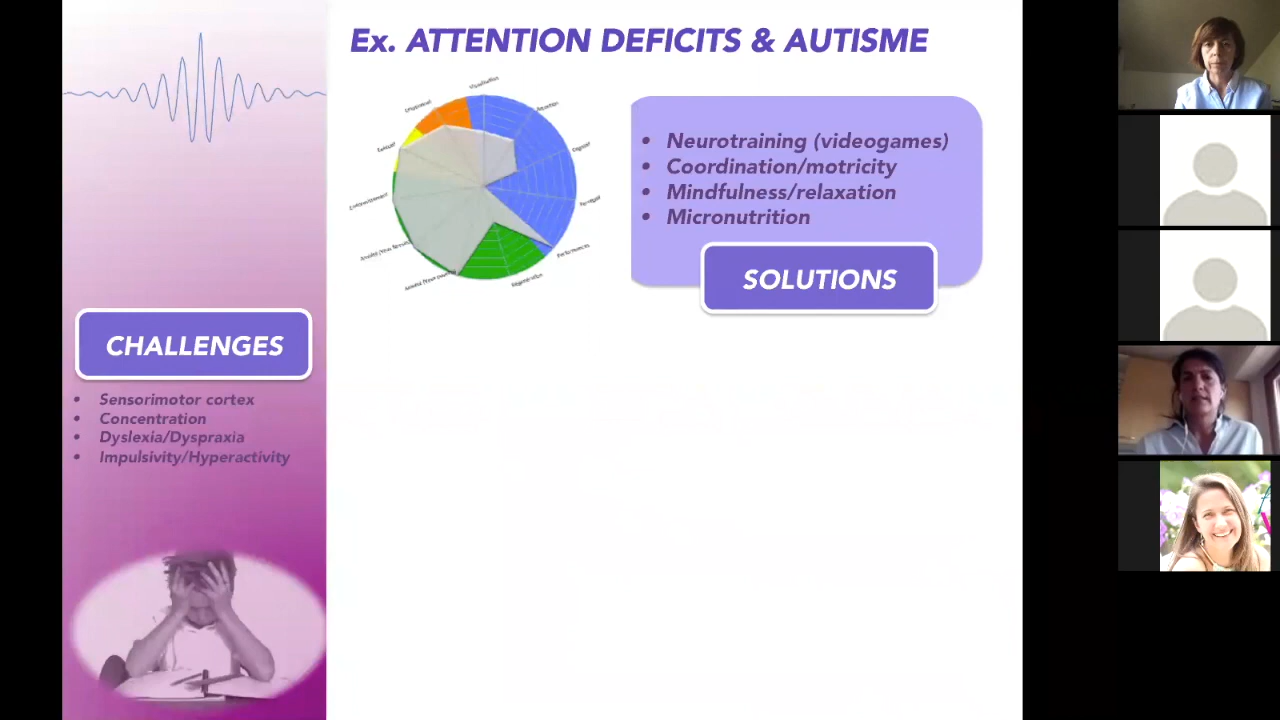 Ex. ATTENTION DEFICITS & AUTISME
• Neurotraining (videogames)
• Coordination/motricity
• Mindfulness/relaxation
• Micronutrition
SOLUTIONS
CHALLENGES
• Sensorimotor cortex
• Concentration
• Dyslexia/Dyspraxia
• Impulsivity/Hyperactivity